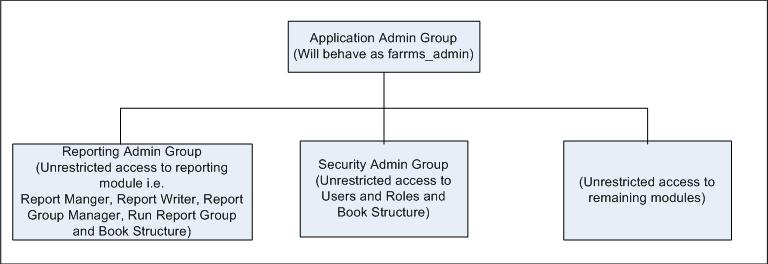 Application Admin Group
(Will behave as farrms_admin)
Reporting Admin Group
(Unrestricted access to reporting
module i.e.
Report Manger, Report Writer, Report
Group Manager, Run Report Group
and Book Structure)
Security Admin Group
(Unrestricted access to
Users and Roles and
Book Structure)
(Unrestricted access to
remaining modules)